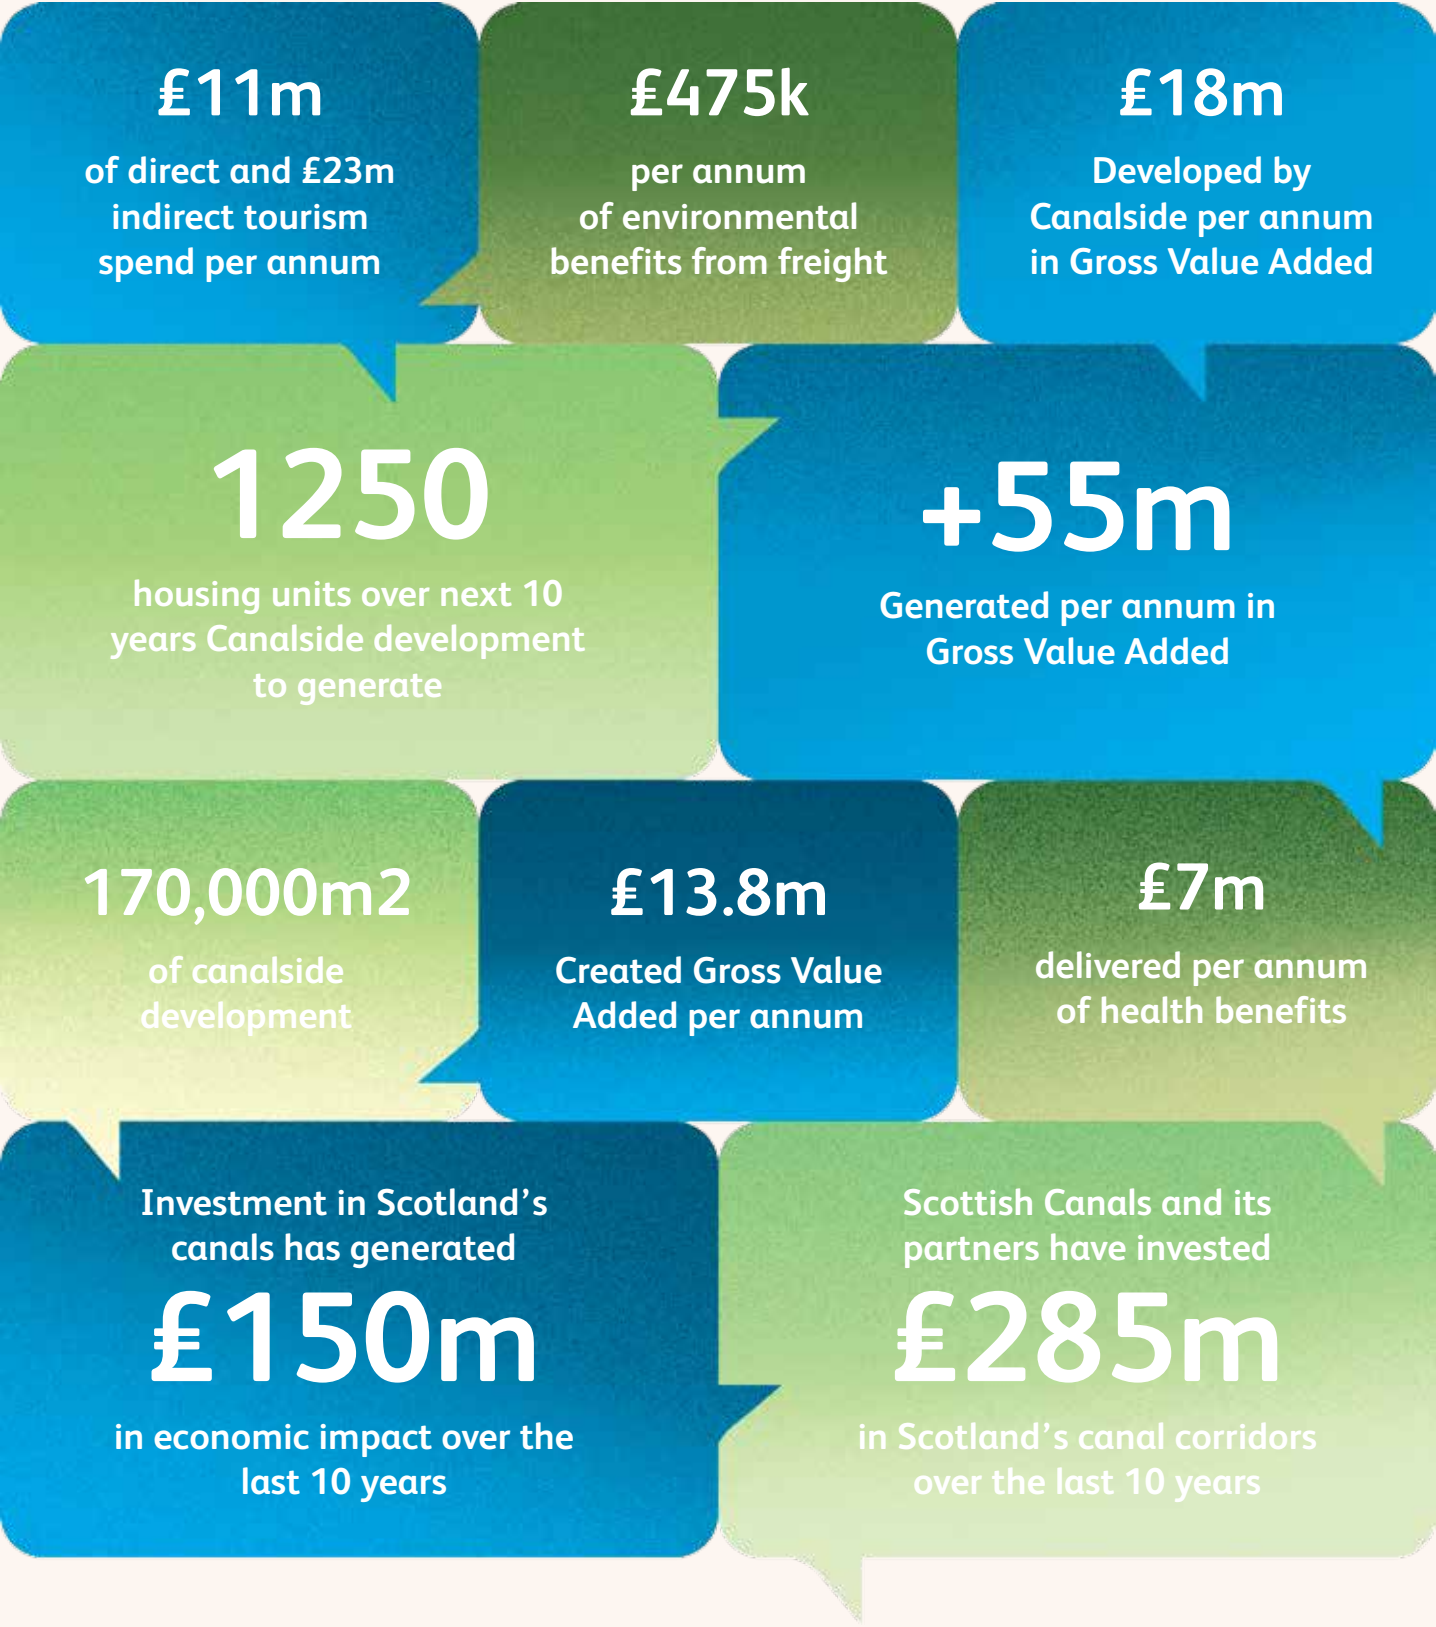 £11m
of direct and £23m
indirect tourism
spend per annum
£475k
per annum
of environmental
benefits from freight
£18m
Developed by
Canalside per annum
in Gross Value Added
1250
housing units over next 10
years Canalside development
to generate
+55m
Generated per annum in
Gross Value Added
170,000m2
of canalside
development
£13.8m
Created Gross Value
Added per annum
£7m
delivered per annum
of health benefits
Investment in Scotland’s
canals has generated
£150m
in economic impact over the
last 10 years
Scottish Canals and its
partners have invested
£285m
in Scotland’s canal corridors
over the last 10 years